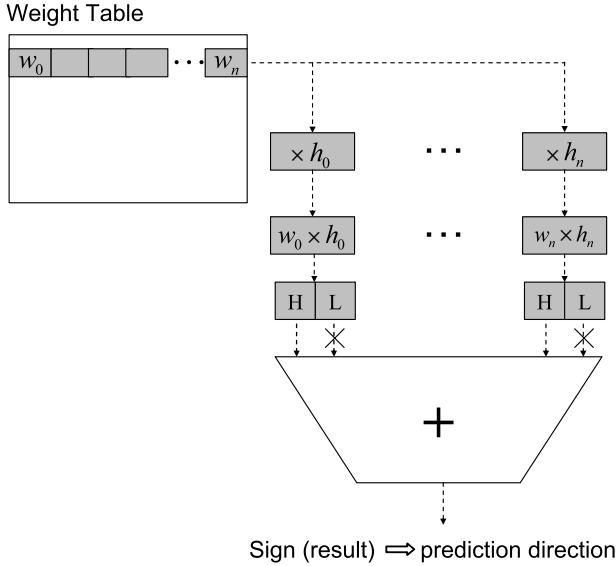 Weight Table
w₀ ... wₙ
× h₀ ... × hₙ
w₀ × h₀ ... wₙ × hₙ
H L H L
+
Sign (result) ⇒ prediction direction